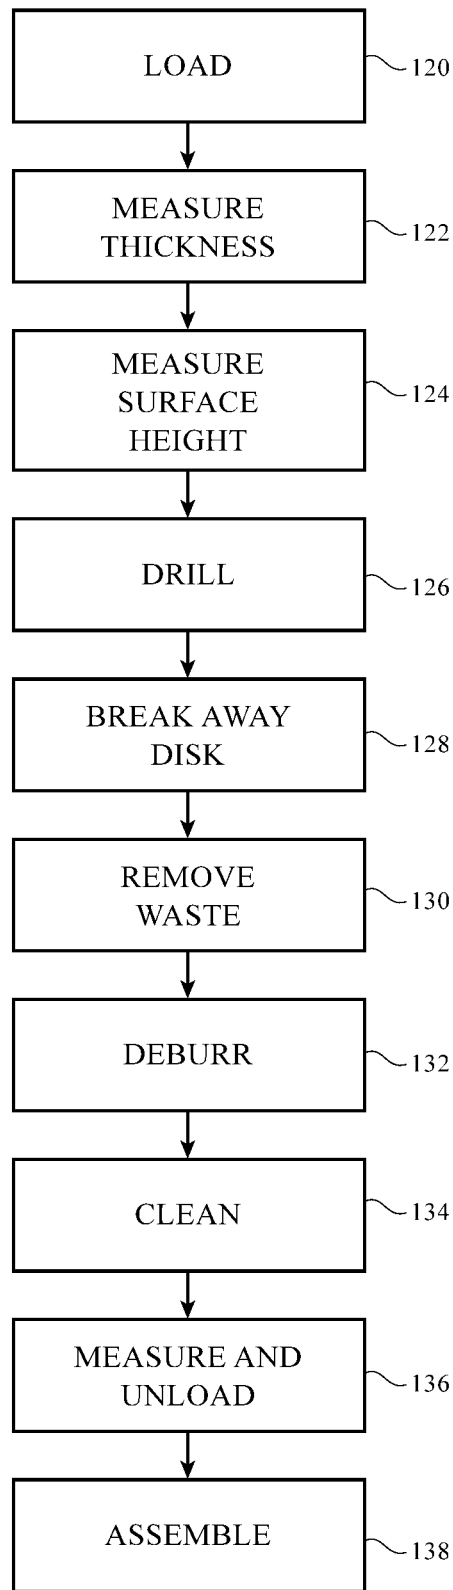 LOAD
120
MEASURE
THICKNESS
122
MEASURE
SURFACE
HEIGHT
124
DRILL
126
BREAK AWAY
DISK
128
REMOVE
WASTE
130
DEBURR
132
CLEAN
134
MEASURE AND
UNLOAD
136
ASSEMBLE
138